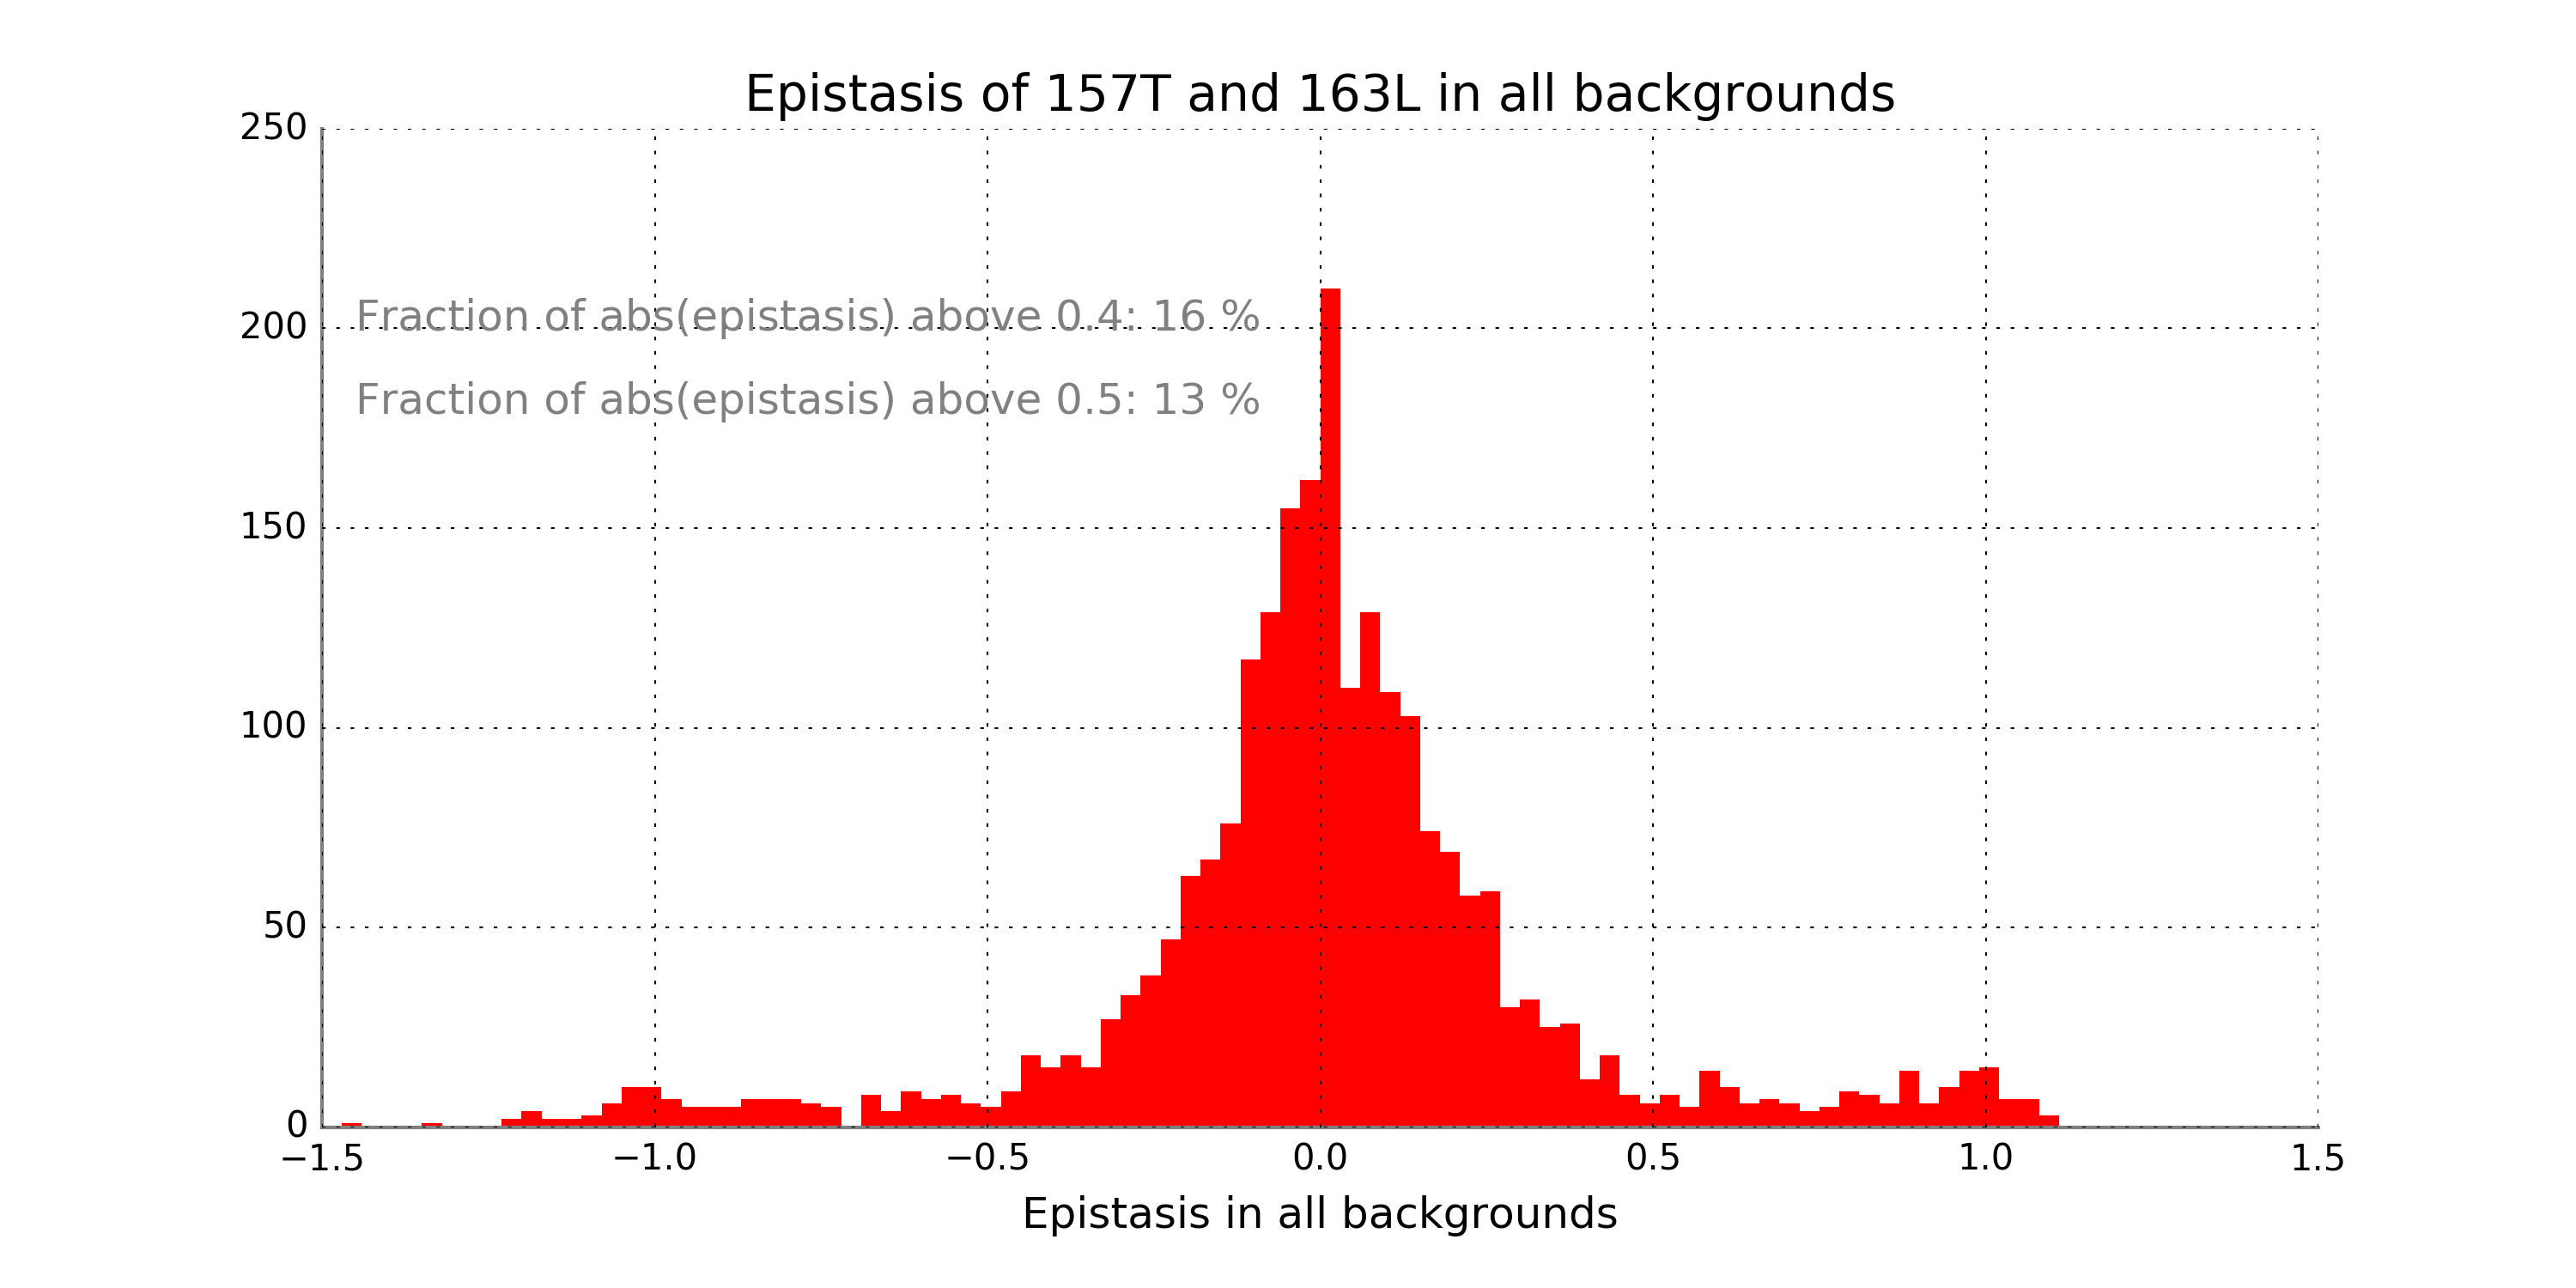 Epistasis of 157T and 163L in all backgrounds
250
200
150
100
50
0
Fraction of abs(epistasis) above 0.4: 16 %
Fraction of abs(epistasis) above 0.5: 13 %
−1.5 −1.0 −0.5 0.0 0.5 1.0 1.5
Epistasis in all backgrounds